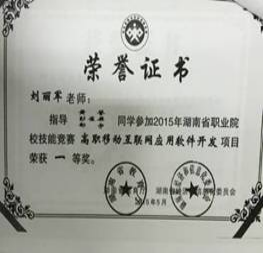 荣誉证书
刘丽军老师：
指导 同学参加2015年湖南省职业院
校技能竞赛 高职移动互联网应用软件开发 项目
荣获 一 等奖。